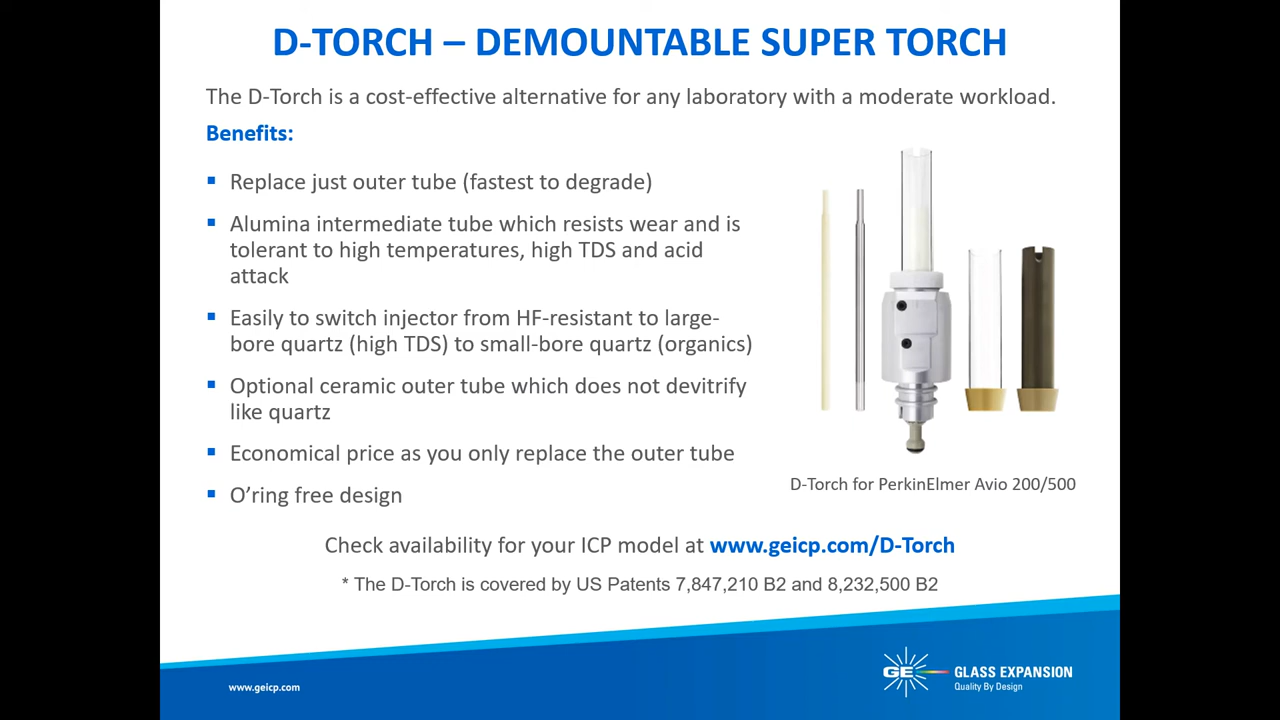 D-TORCH – DEMOUNTABLE SUPER TORCH
The D-Torch is a cost-effective alternative for any laboratory with a moderate workload.
Benefits:
▪ Replace just outer tube (fastest to degrade)
▪ Alumina intermediate tube which resists wear and is
tolerant to high temperatures, high TDS and acid
attack
▪ Easily to switch injector from HF-resistant to large-
bore quartz (high TDS) to small-bore quartz (organics)
▪ Optional ceramic outer tube which does not devitrify
like quartz
▪ Economical price as you only replace the outer tube
▪ O’ring free design
D-Torch for PerkinElmer Avio 200/500
Check availability for your ICP model at www.geicp.com/D-Torch
* The D-Torch is covered by US Patents 7,847,210 B2 and 8,232,500 B2
www.geicp.com
GE GLASS EXPANSION
Quality By Design